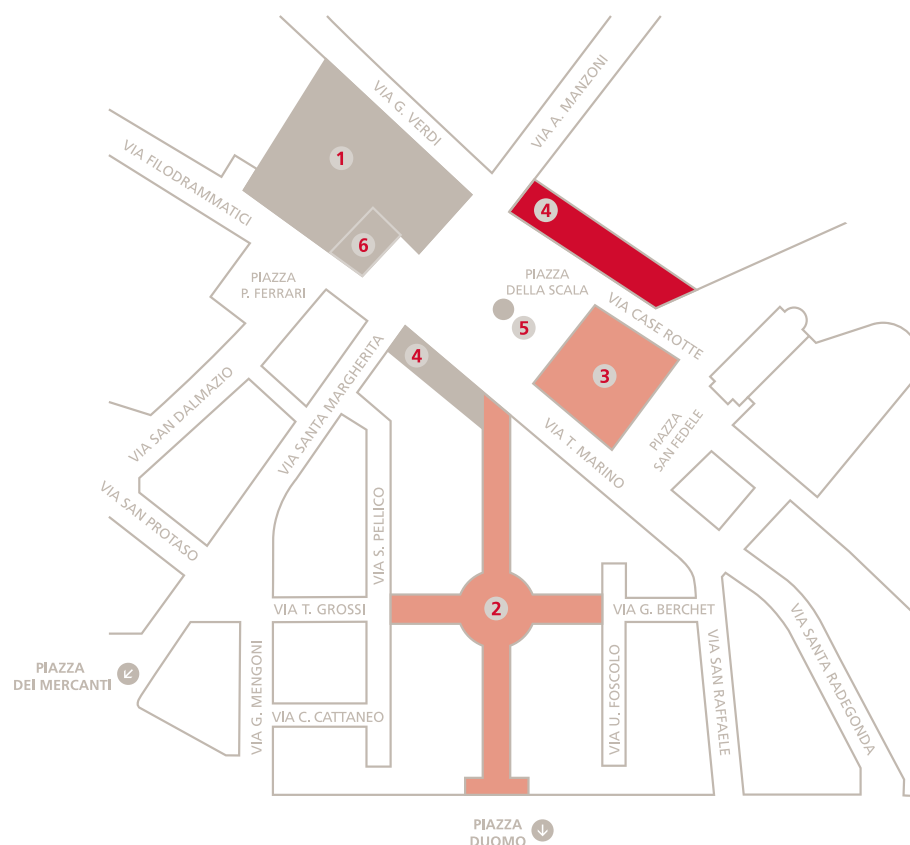 VIA G. VERDI
VIA A. MANZONI
1
VIA FILODRAMMATICI
4
6
PIAZZA
P. FERRARI
PIAZZA
DELLA SCALA
5
VIA CASE ROTTE
4
3
VIA SANTA MARGHERITA
VIA SAN DALMAZIO
VIA T. MARINO
PIAZZA
SAN FEDELE
VIA SAN PROTASO
VIA S. PELLICO
VIA T. GROSSI
2
VIA G. BERCHET
VIA SANTA RADEGONDA
PIAZZA
DEI MERCANTI
VIA G. MENGONI
VIA U. FOSCOLO
VIA SAN RAFFAELE
VIA C. CATTANEO
PIAZZA
DUOMO